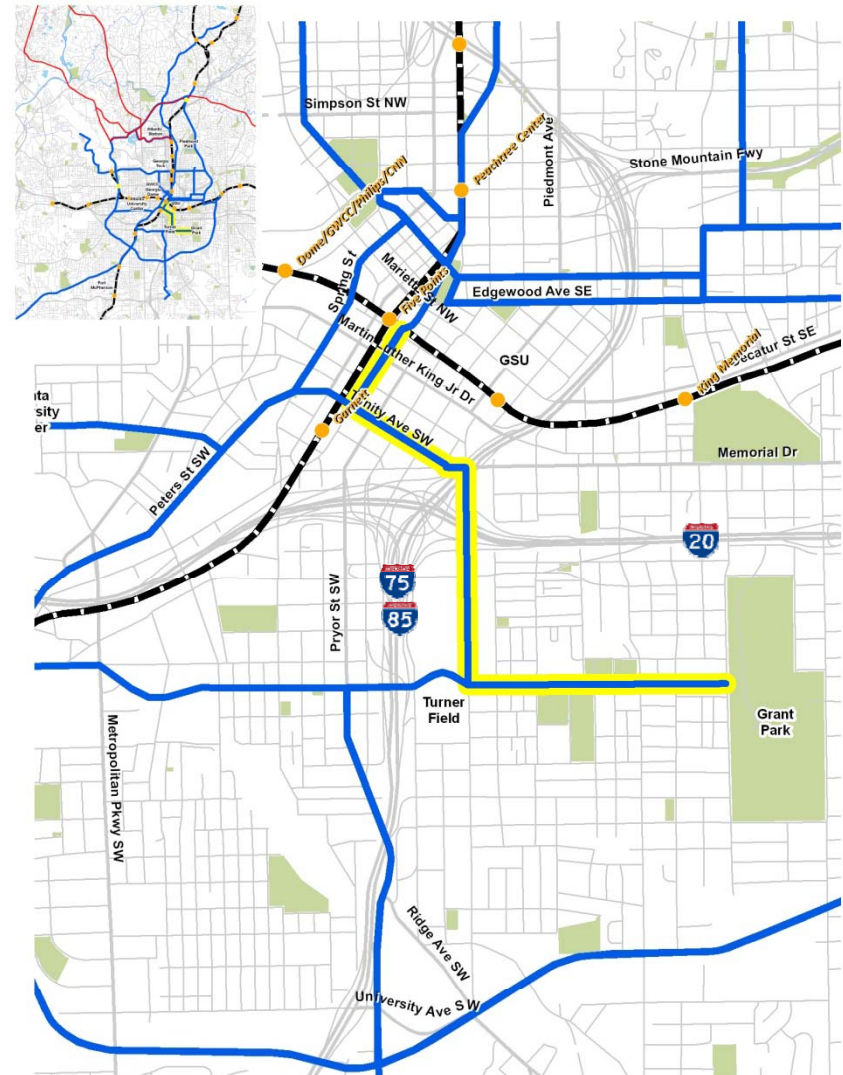 Simpson St NW
Peachtree Center
Piedmont Ave
Stone Mountain Fwy
Dome/GWCC/Philips/CNN
Spring St
Marietta St NW
Five Points
Edgewood Ave SE
Martin Luther King Jr Dr
GSU
King Memorial
Decatur St SE
Garnett
Trinity Ave SW
Peters St SW
Memorial Dr
20
75
85
Pryor St SW
Turner
Field
Grant
Park
Metropolitan Pkwy SW
Ridge Ave SW
University Ave SW